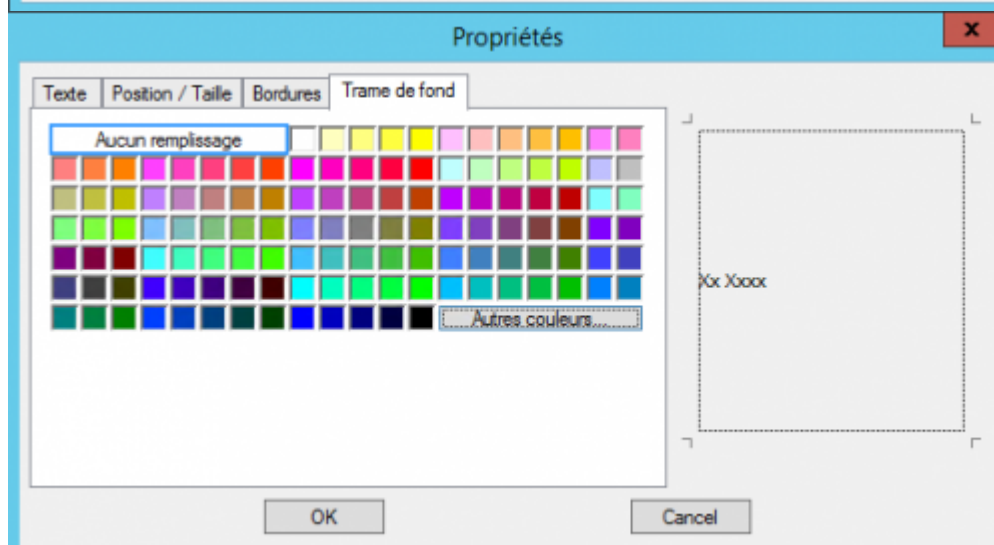 Propriétés
x
Texte Position / Taille Bordures Trame de fond
Aucun remplissage
Xx Xxxx
Autres couleurs...
OK Cancel